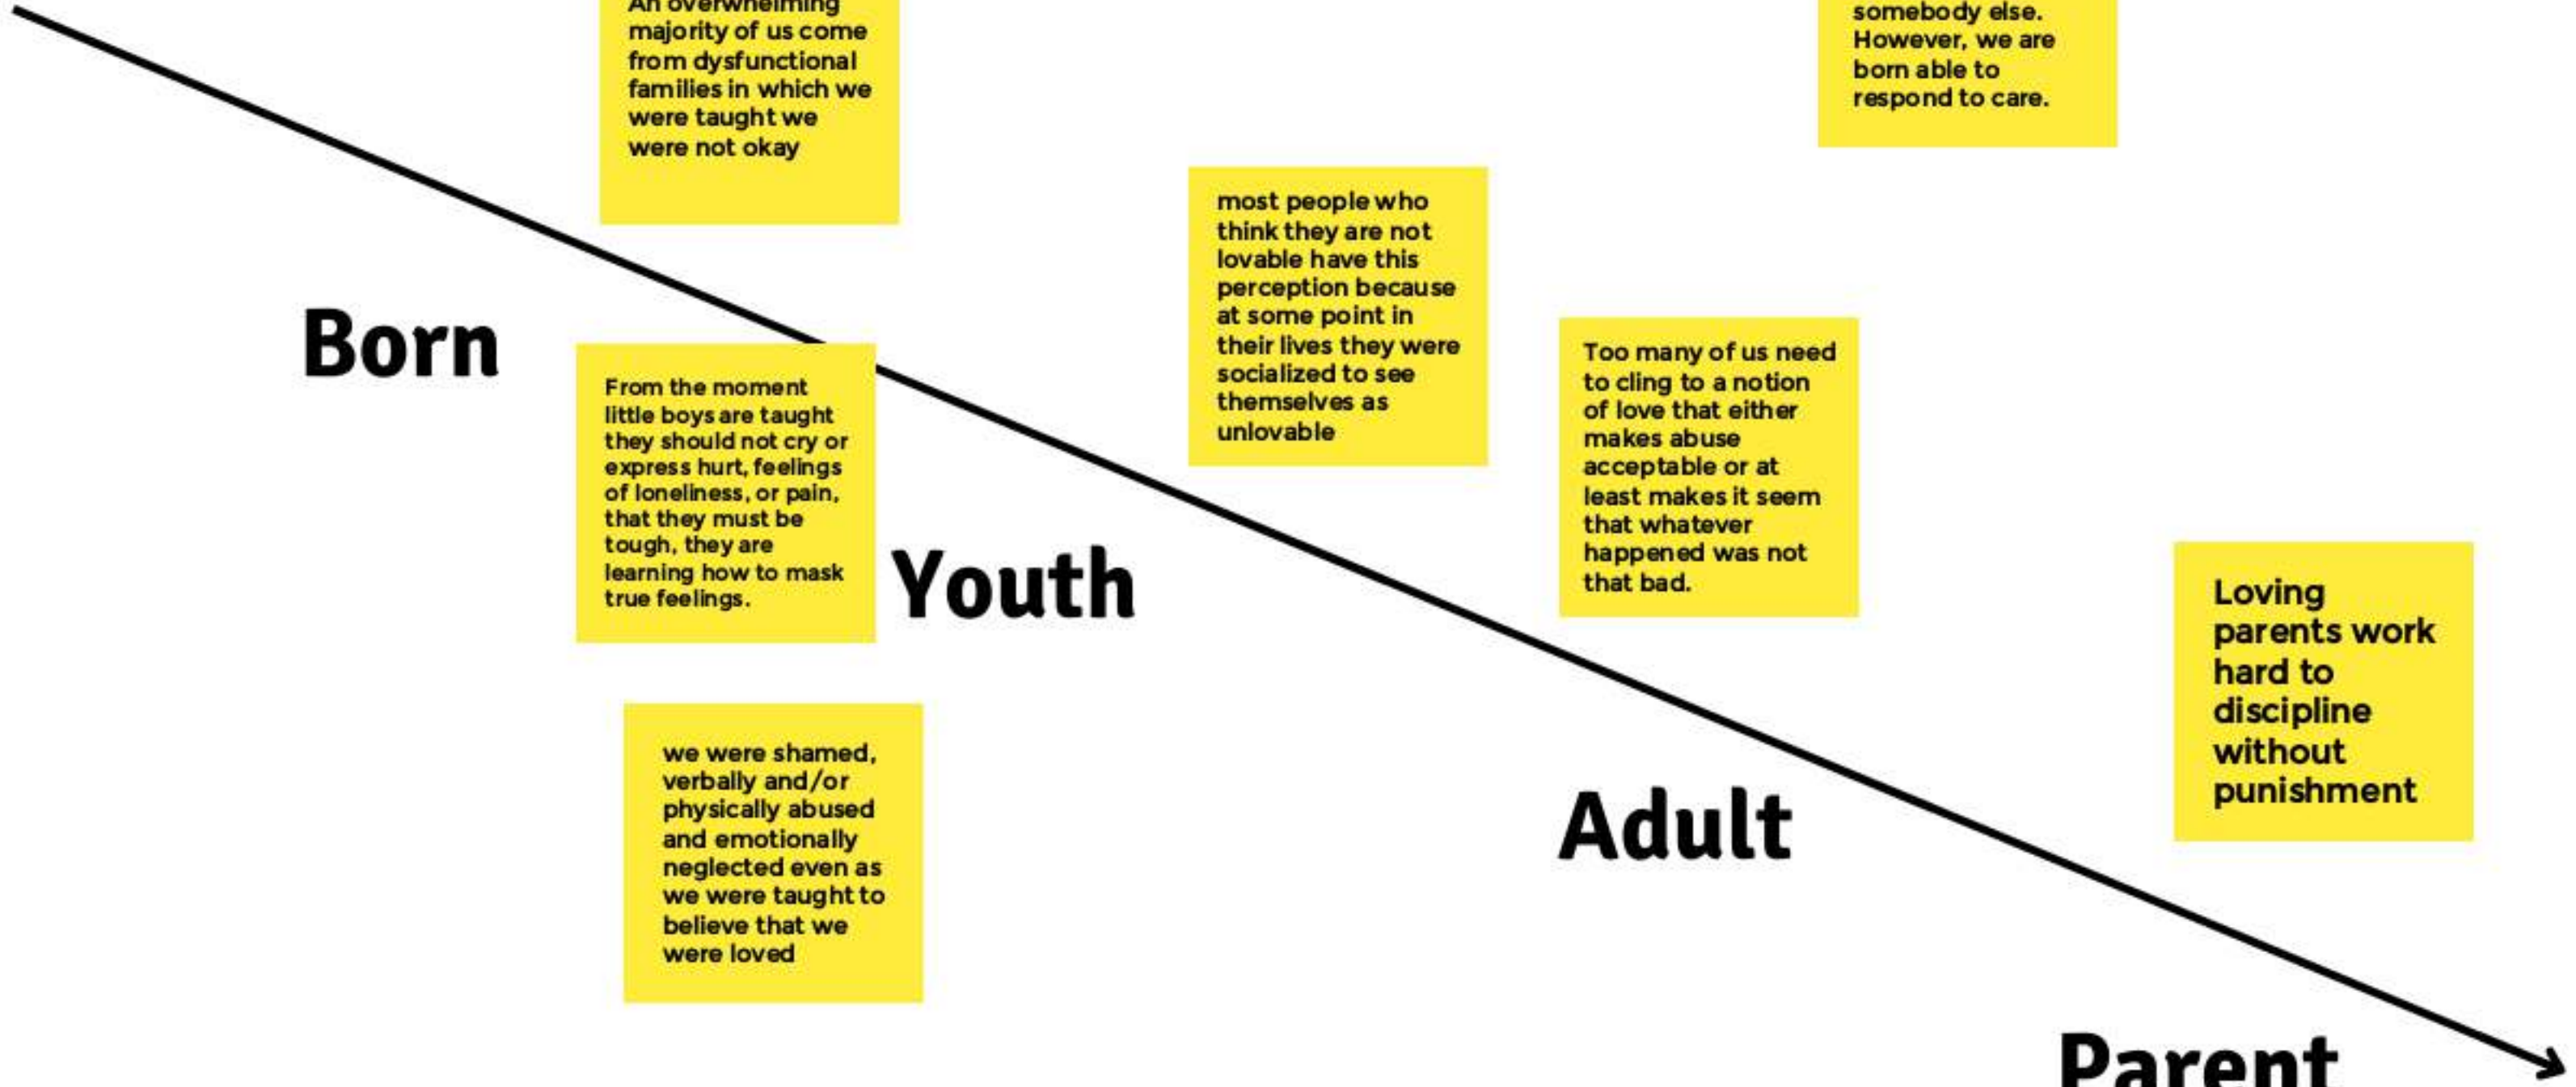 An overwhelming
majority of us come
from dysfunctional
families in which we
were taught we
were not okay
somebody else.
However, we are
born able to
respond to care.
most people who
think they are not
lovable have this
perception because
at some point in
their lives they were
socialized to see
themselves as
unlovable
Born
From the moment
little boys are taught
they should not cry or
express hurt, feelings
of loneliness, or pain,
that they must be
tough, they are
learning how to mask
true feelings.
Too many of us need
to cling to a notion
of love that either
makes abuse
acceptable or at
least makes it seem
that whatever
happened was not
that bad.
Youth
Loving
parents work
hard to
discipline
without
punishment
we were shamed,
verbally and/or
physically abused
and emotionally
neglected even as
we were taught to
believe that we
were loved
Adult
Parent